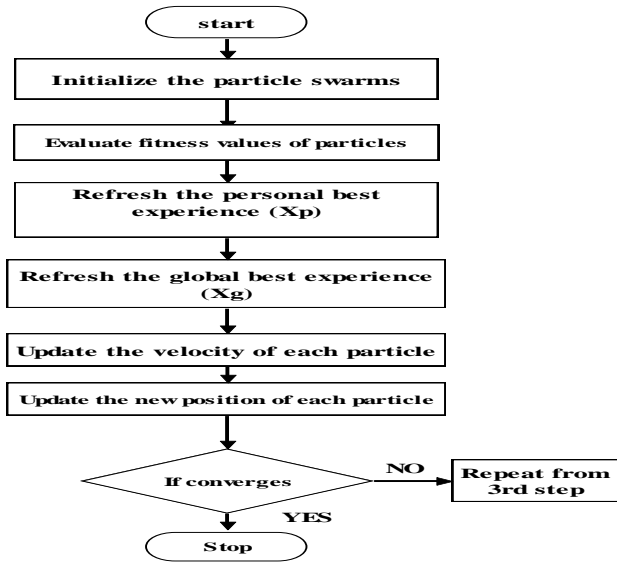 start
Initialize the particle swarms
Evaluate fitness values of particles
Refresh the personal best
experience (Xp)
Refresh the global best experience
(Xg)
Update the velocity of each particle
Update the new position of each particle
If converges
NO
Repeat from
3rd step
YES
Stop